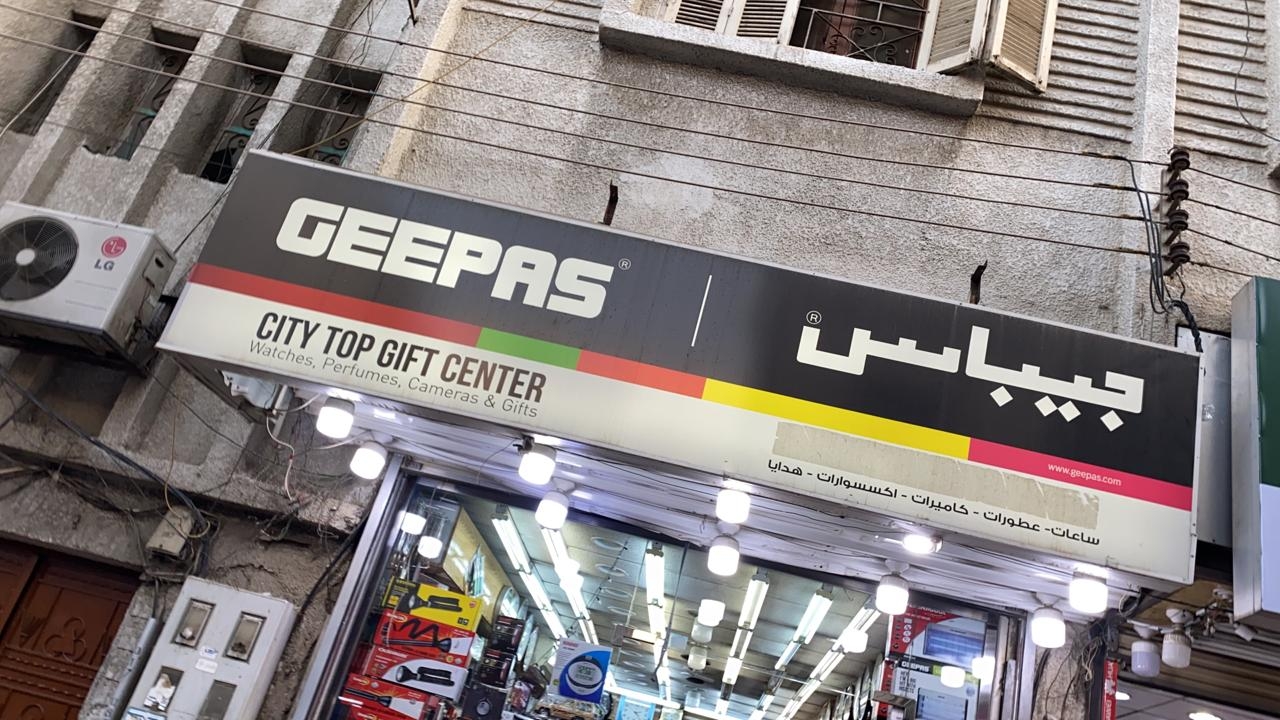 GEEPAS®
جيباس®
CITY TOP GIFT CENTER
Watches, Perfumes, Cameras & Gifts
www.geepas.com
ساعات- عطورات - كاميرات - اكسسوارات - هدايا
LG
GEEPAS